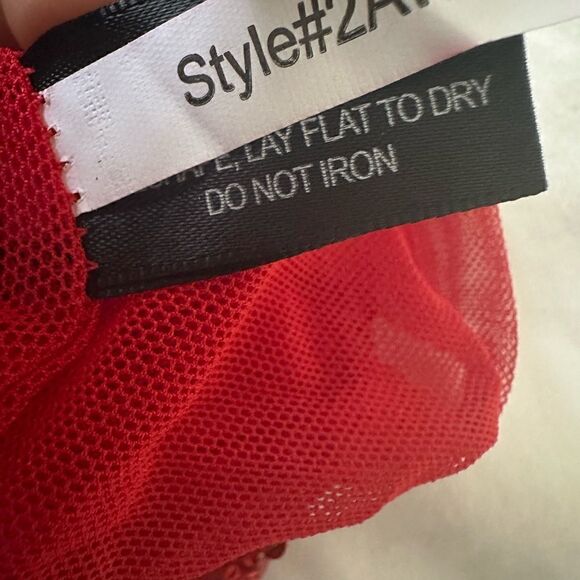 Style#2A
LAY FLAT TO DRY
DO NOT IRON